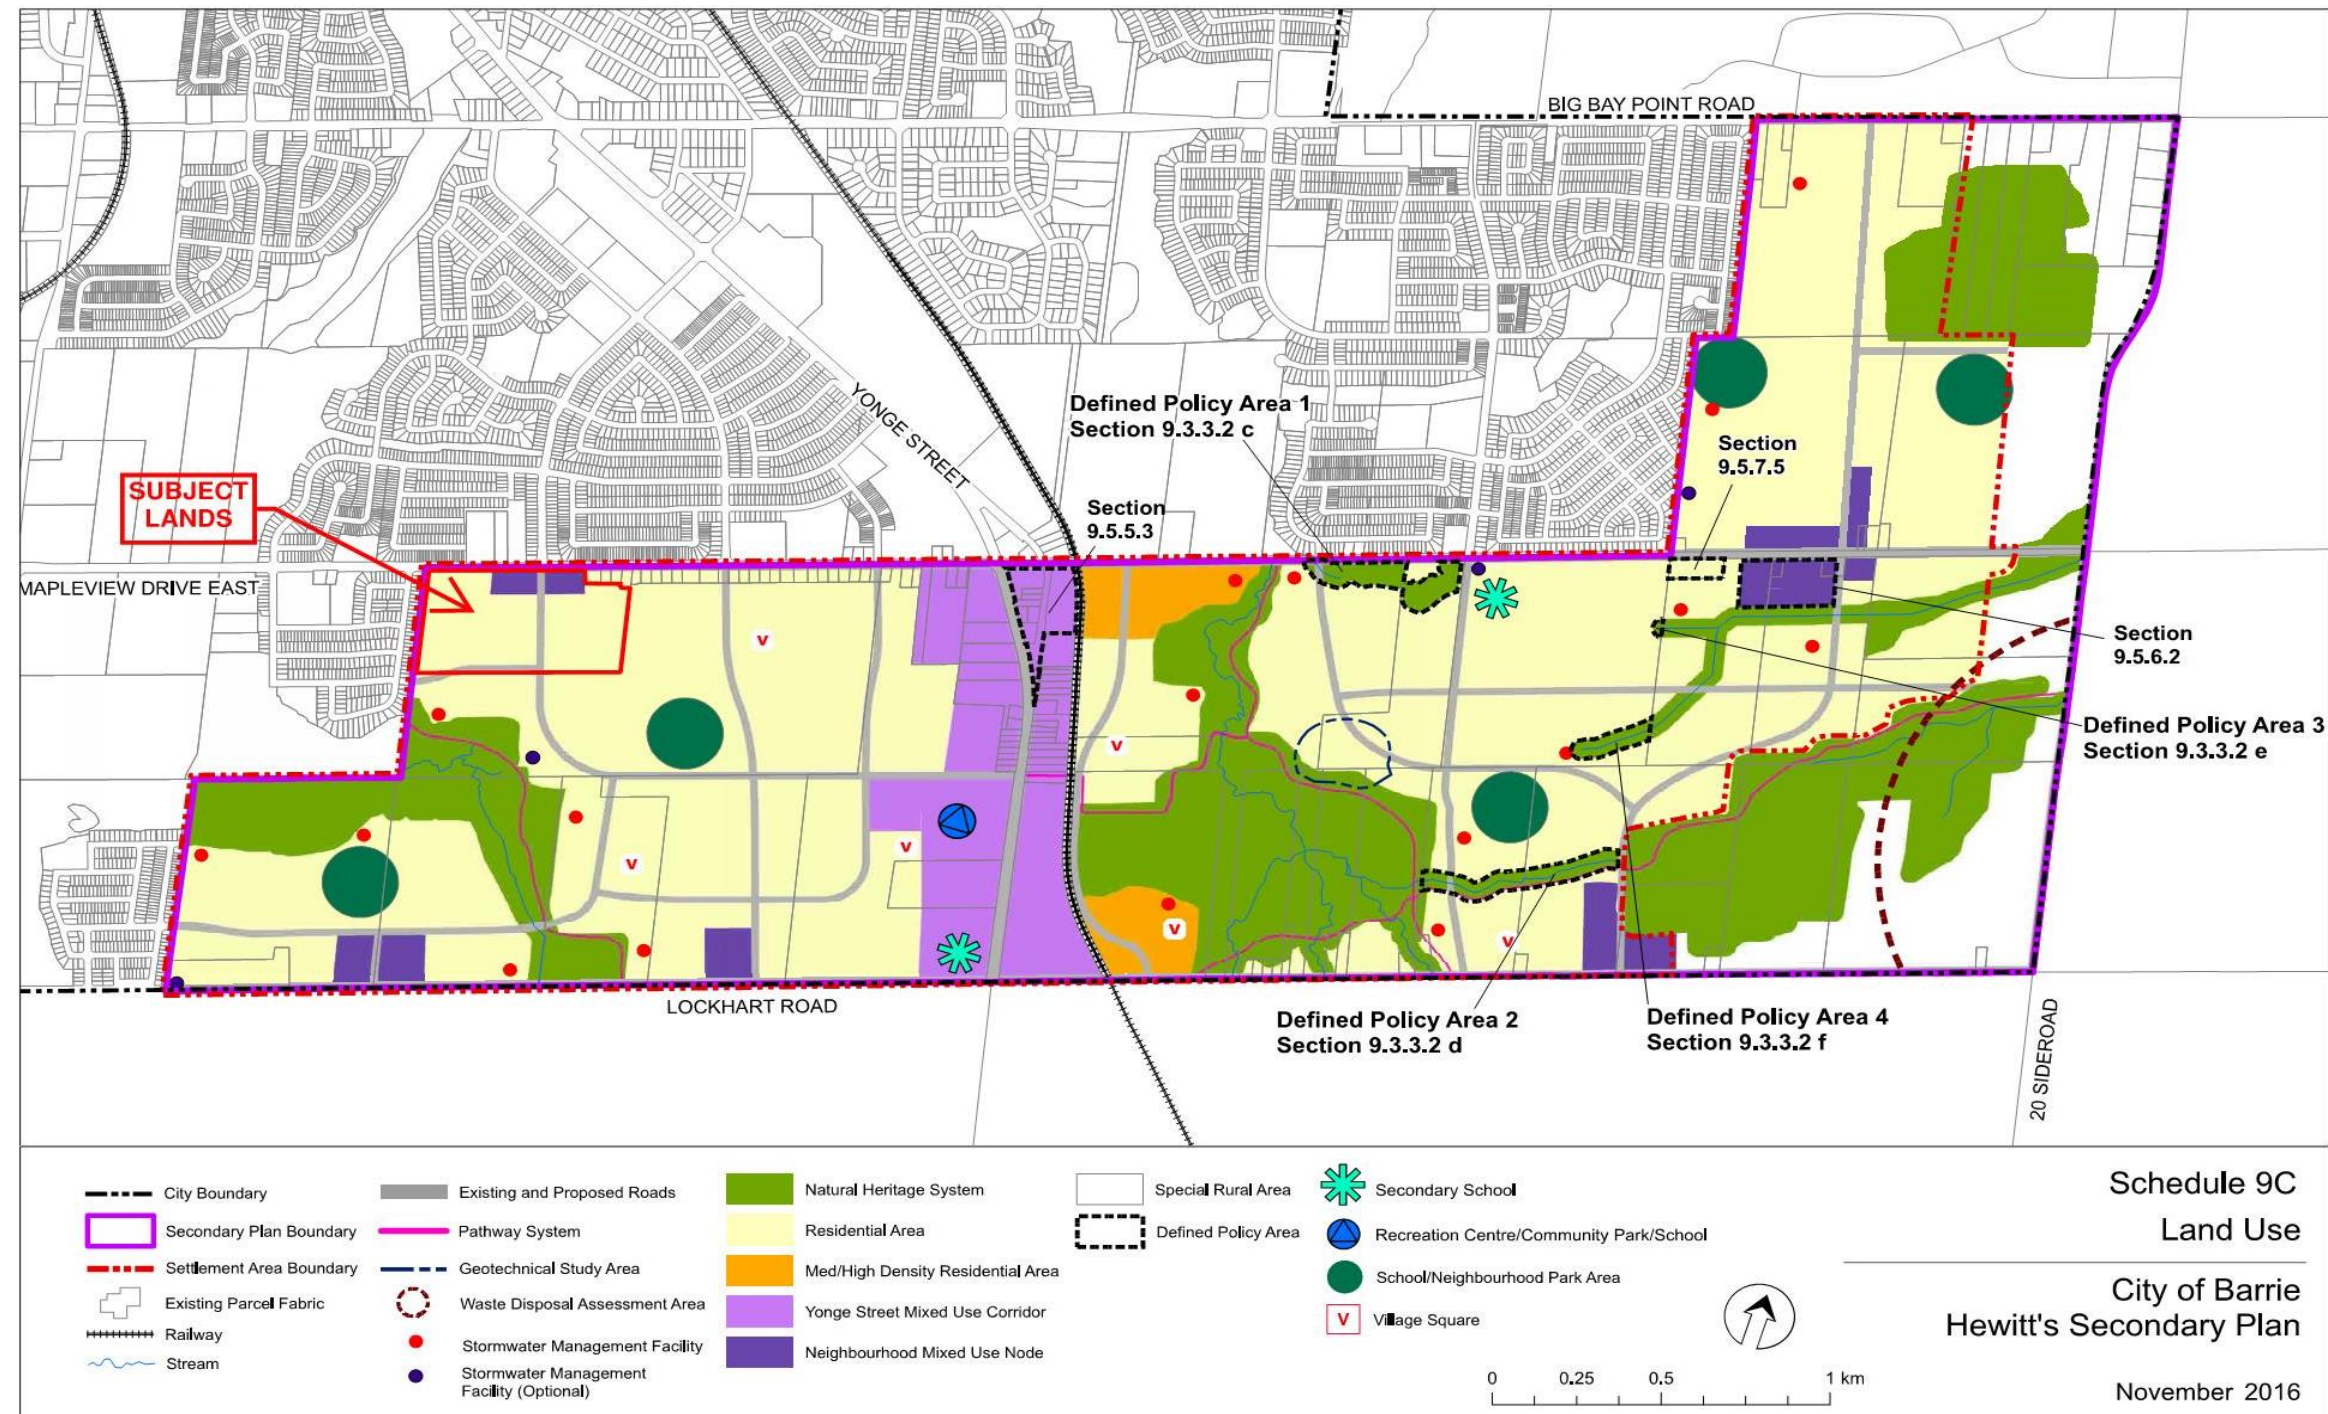 BIG BAY POINT ROAD
YONGE STREET
Defined Policy Area 1
Section 9.3.3.2 c
Section
9.5.7.5
SUBJECT
LANDS
Section
9.5.5.3
MAPLEVIEW DRIVE EAST
V
V
V
V
V
V
Section
9.5.6.2
Defined Policy Area 3
Section 9.3.3.2 e
LOCKHART ROAD
Defined Policy Area 2
Section 9.3.3.2 d
Defined Policy Area 4
Section 9.3.3.2 f
20 SIDEROAD
City Boundary
Secondary Plan Boundary
Settlement Area Boundary
Existing Parcel Fabric
Railway
Stream
Existing and Proposed Roads
Pathway System
Geotechnical Study Area
Waste Disposal Assessment Area
Stormwater Management Facility
Stormwater Management
Facility (Optional)
Natural Heritage System
Residential Area
Med/High Density Residential Area
Yonge Street Mixed Use Corridor
Neighbourhood Mixed Use Node
Special Rural Area
Defined Policy Area
Secondary School
Recreation Centre/Community Park/School
School/Neighbourhood Park Area
V Village Square
0 0.25 0.5 1 km
Schedule 9C
Land Use
City of Barrie
Hewitt's Secondary Plan
November 2016